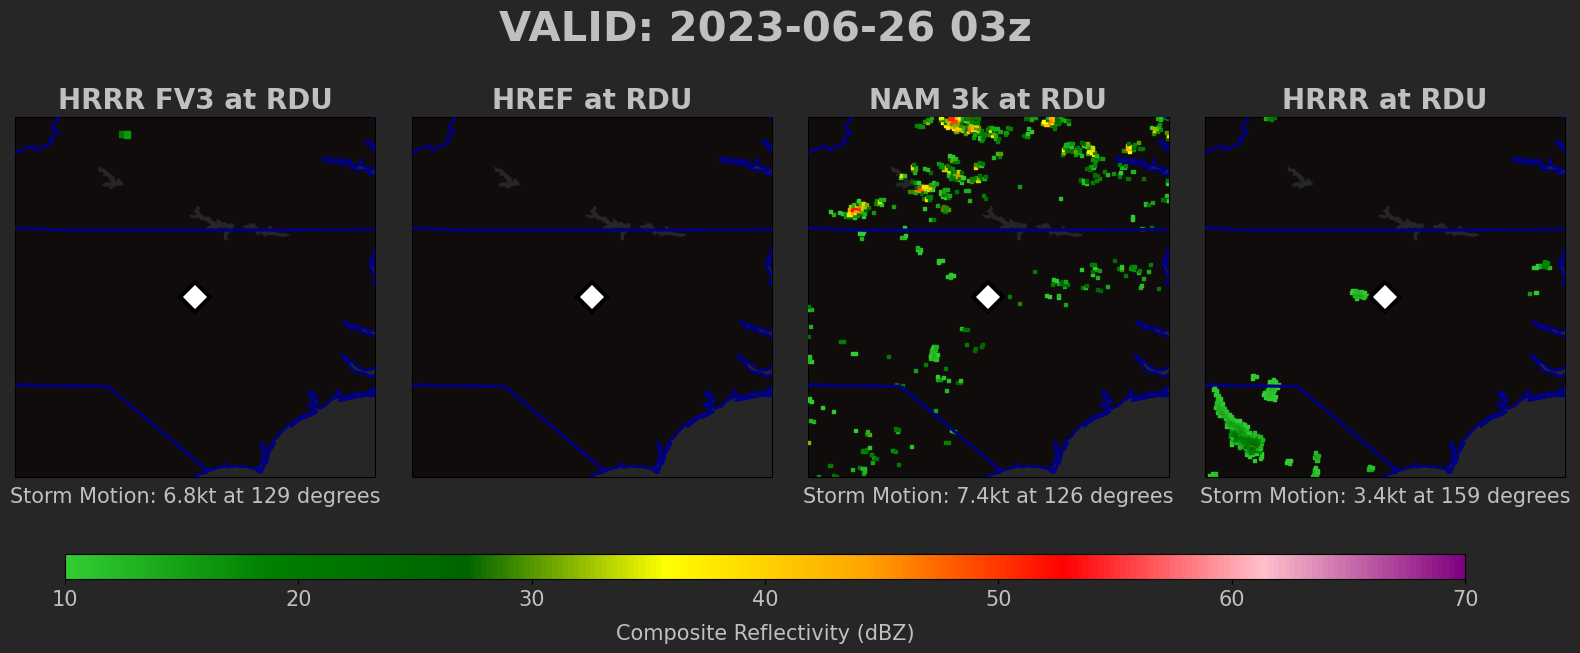 VALID: 2023-06-26 03z
HRRR FV3 at RDU
HREF at RDU
NAM 3k at RDU
HRRR at RDU
Storm Motion: 6.8kt at 129 degrees
Storm Motion: 7.4kt at 126 degrees
Storm Motion: 3.4kt at 159 degrees
10 20 30 40 50 60 70
Composite Reflectivity (dBZ)